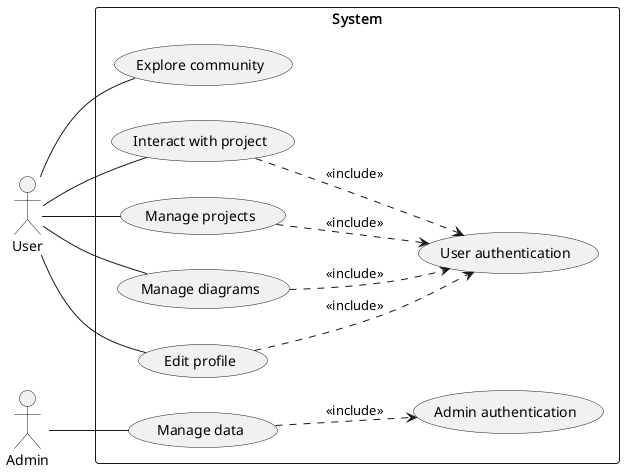 System
Explore community
Interact with project
«include»
Manage projects
«include»
User
User authentication
Manage diagrams
«include»
«include»
Edit profile
«include»
Admin authentication
Manage data
Admin